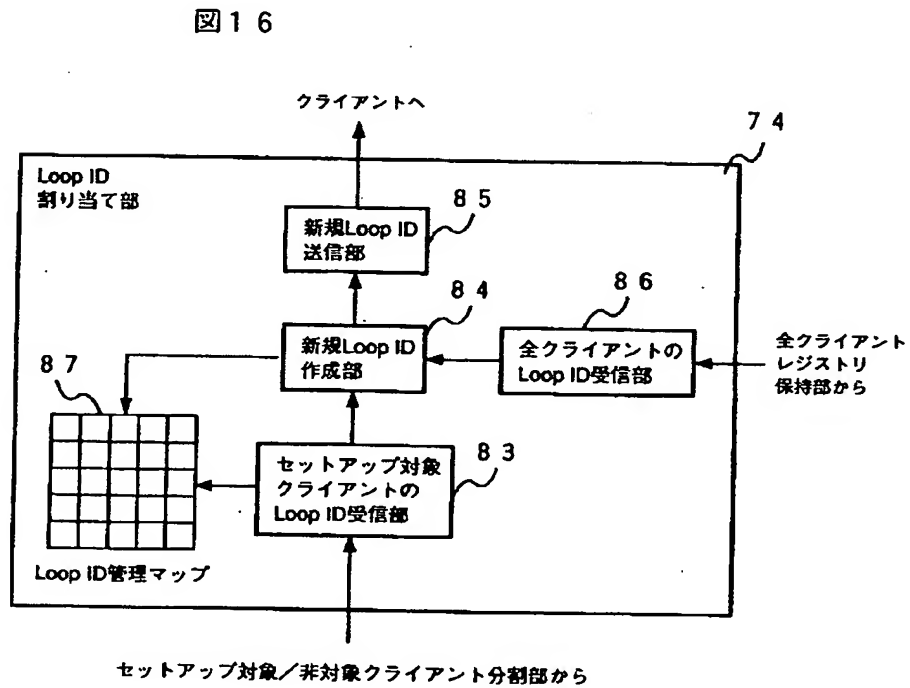 図16
クライアントへ
74
Loop ID
割り当て部
85
新規Loop ID
送信部
84
新規Loop ID
作成部
86
全クライアントの
Loop ID受信部
全クライアント
レジストリ
保持部から
87
83
セットアップ対象
クライアントの
Loop ID受信部
Loop ID管理マップ
セットアップ対象/非対象クライアント分割部から